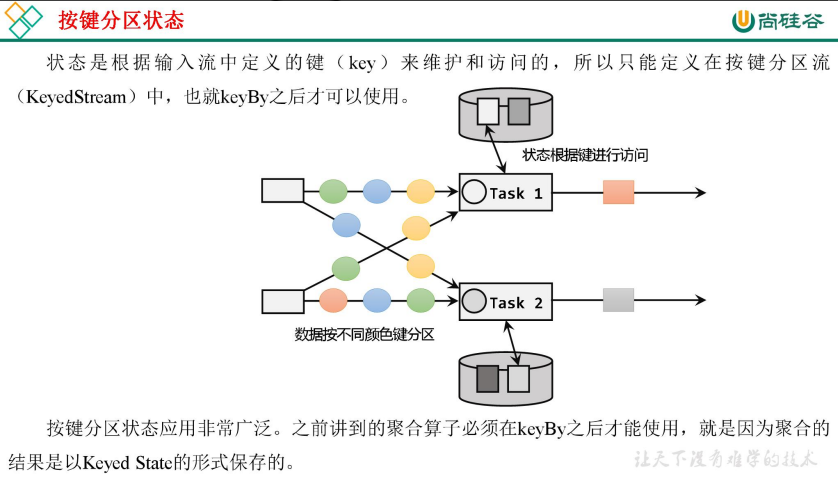 按键分区状态
尚硅谷
状态是根据输入流中定义的键（key）来维护和访问的，所以只能定义在按键分区流
（KeyedStream）中，也就keyBy之后才可以使用。
状态根据键进行访问
Task 1
Task 2
数据按不同颜色键分区
按键分区状态应用非常广泛。之前讲到的聚合算子必须在keyBy之后才能使用，就是因为聚合的
结果是以Keyed State的形式保存的。
让天下没有难学的技术